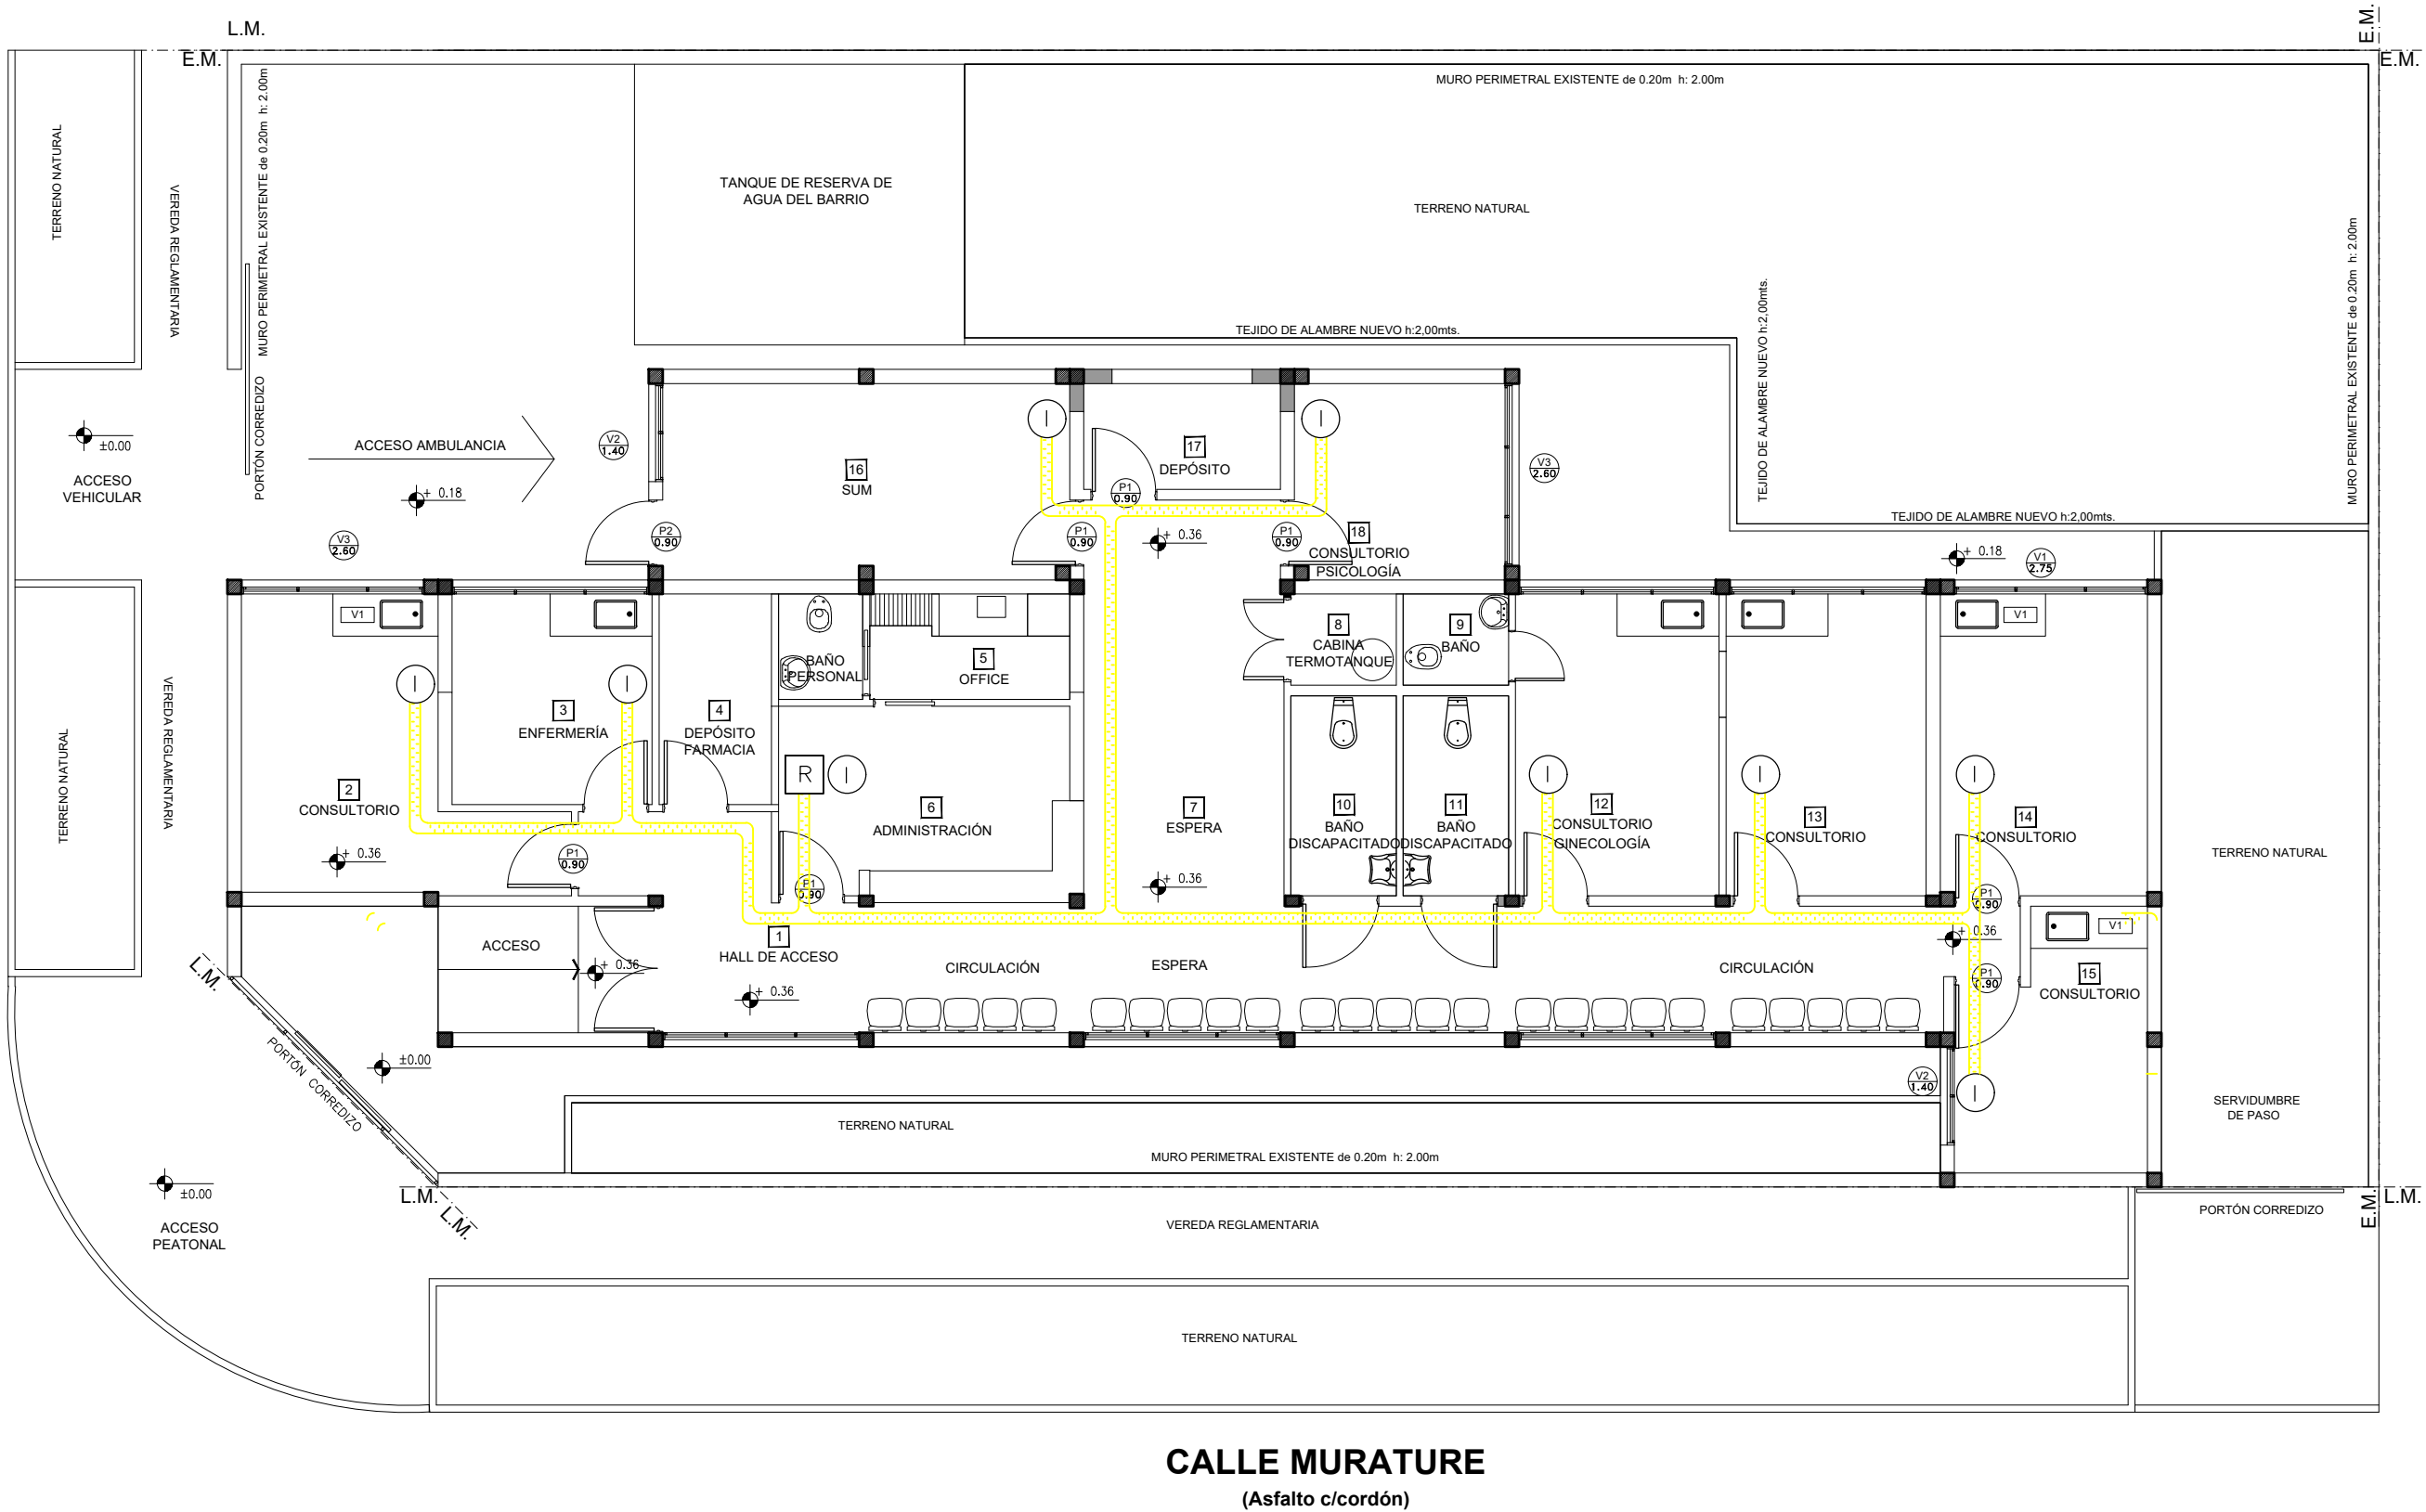 L.M.
E.M.
E.M.
E.M.
MURO PERIMETRAL EXISTENTE de 0.20m h: 2.00m
MURO PERIMETRAL EXISTENTE de 0.20m h: 2.00m
TERRENO NATURAL
VEREDA REGLAMENTARIA
TANQUE DE RESERVA DE
AGUA DEL BARRIO
TERRENO NATURAL
MURO PERIMETRAL EXISTENTE de 0.20m h: 2.00m
TEJIDO DE ALAMBRE NUEVO h:2,00mts.
TEJIDO DE ALAMBRE NUEVO h:2,00mts.
TEJIDO DE ALAMBRE NUEVO h:2,00mts.
PORTÓN CORREDIZO
±0.00
ACCESO
VEHICULAR
ACCESO AMBULANCIA
+ 0.18
V2
1.40
V3
2.60
P2
0.90
16
SUM
I
17
DEPÓSITO
P1
0.90
I
P1
0.90
+ 0.36
P1
0.90
18
CONSULTORIO
PSICOLOGÍA
V3
2.60
+ 0.18
V1
2.75
TERRENO NATURAL
VEREDA REGLAMENTARIA
V1
I
2
CONSULTORIO
+ 0.36
I
3
ENFERMERÍA
P1
0.90
4
DEPÓSITO
FARMACIA
BAÑO
PERSONAL
5
OFFICE
R
I
6
ADMINISTRACIÓN
P1
0.90
7
ESPERA
+ 0.36
8
CABINA
TERMOTANQUE
9
BAÑO
10
BAÑO
DISCAPACITADO
11
BAÑO
DISCAPACITADO
I
12
CONSULTORIO
GINECOLOGÍA
I
13
CONSULTORIO
V1
I
14
CONSULTORIO
P1
0.90
TERRENO NATURAL
ACCESO
+ 0.36
1
HALL DE ACCESO
+ 0.36
CIRCULACIÓN
ESPERA
CIRCULACIÓN
+ 0.36
P1
0.90
V1
15
CONSULTORIO
V2
1.40
I
L.M.
PORTÓN CORREDIZO
±0.00
TERRENO NATURAL
MURO PERIMETRAL EXISTENTE de 0.20m h: 2.00m
SERVIDUMBRE
DE PASO
±0.00
ACCESO
PEATONAL
L.M.
L.M.
VEREDA REGLAMENTARIA
PORTÓN CORREDIZO
E.M.
L.M.
TERRENO NATURAL
CALLE MURATURE
(Asfalto c/cordón)